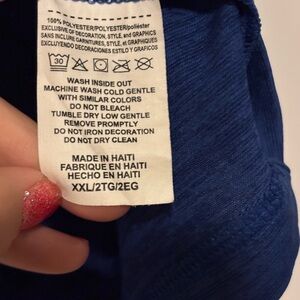 100% POLYESTER/POLYESTER/poliéster
EXCLUSIVE OF DECORATION, STYLE, and GRAPHICS
SANS INCLURE GARNITURES, STYLE, et GRAPHIQUES
EXCLUYENDO DECORACIONES ESTILO Y GRAFICOS
30
WASH INSIDE OUT
MACHINE WASH COLD GENTLE
WITH SIMILAR COLORS
DO NOT BLEACH
TUMBLE DRY LOW GENTLE
REMOVE PROMPTLY
DO NOT IRON DECORATION
DO NOT DRY CLEAN
MADE IN HAITI
FABRIQUE EN HAITI
HECHO EN HAITI
XXL/2TG/2EG